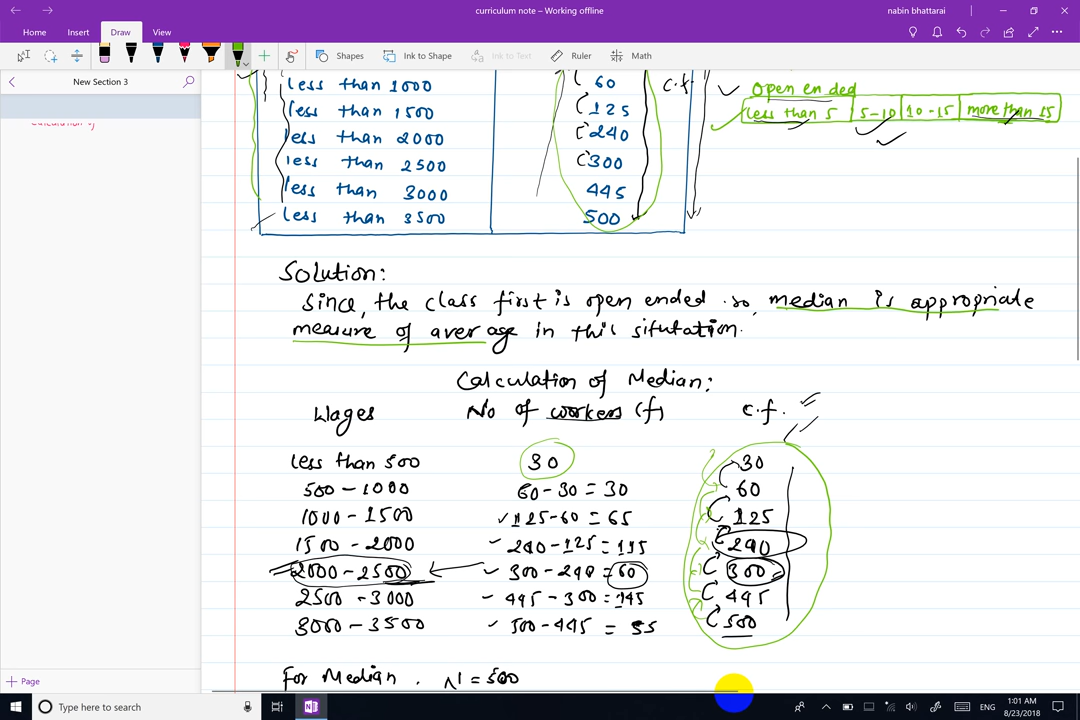 curriculum note – Working offline
nabin bhattarai
Home Insert Draw View
Shapes Ink to Shape Ink to Text Ruler Math
New Section 3
less than 1000 60 c.f
less than 1500 125
less than 2000 240
less than 2500 300
less than 3000 445
less than 3500 500
Open ended
less than 5 5-10 10-15 more than 15
Solution:
Since, the class first is open ended so, median is appropriate
measure of average in this situtation.
Calculation of Median:
Wages No of workers (f) c.f.
less than 500 30 30
500-1000 60-30=30 60
1000-1500 125-60=65 125
1500-2000 240-125=115 240
2000-2500 300-240=60 300
2500-3000 445-300=145 445
3000-3500 500-445=55 500
For Median, N=500
Page
Type here to search
ENG
1:01 AM
8/23/2018